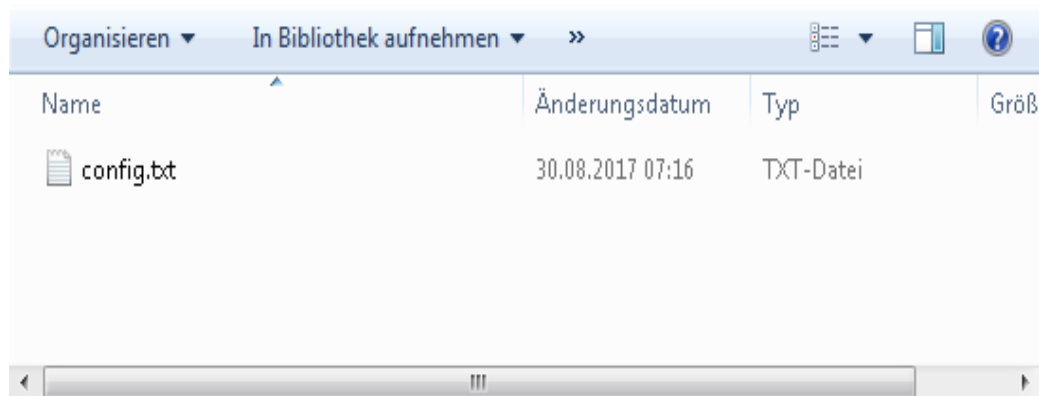 Organisieren In Bibliothek aufnehmen »
Name Änderungsdatum Typ Größ
config.txt 30.08.2017 07:16 TXT-Datei